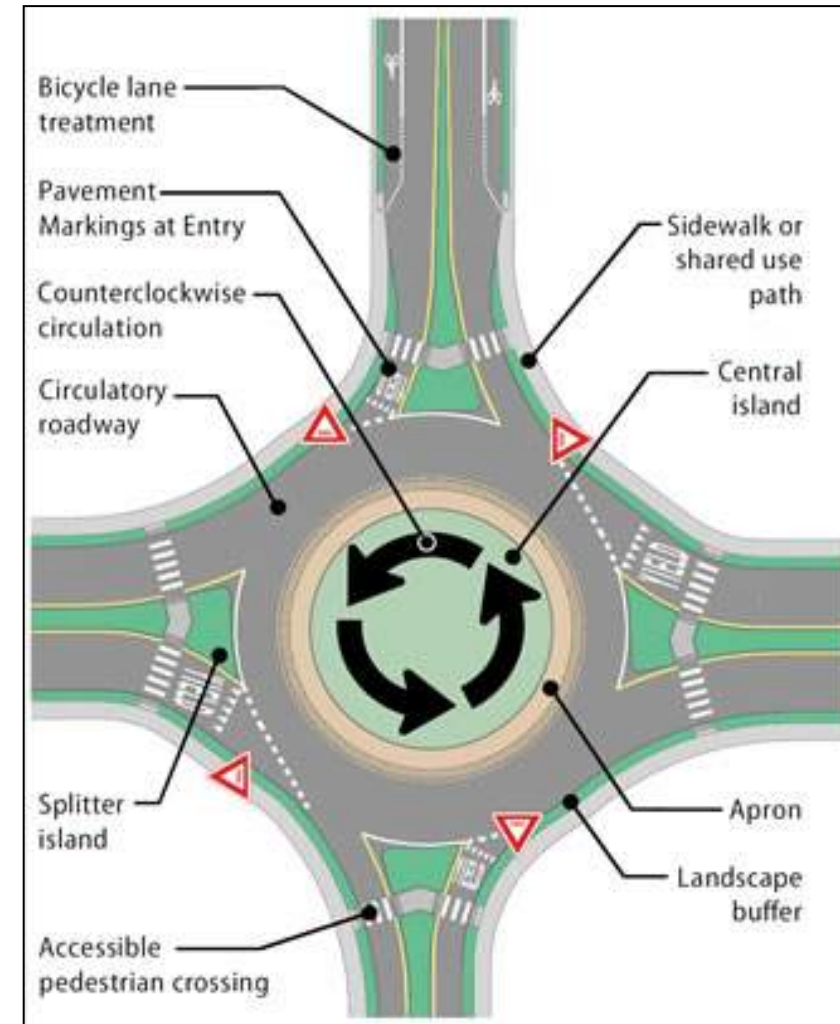 Bicycle lane
treatment
Pavement
Markings at Entry
Counterclockwise
circulation
Circulatory
roadway
Splitter
island
Accessible
pedestrian crossing
Sidewalk or
shared use
path
Central
island
Apron
Landscape
buffer